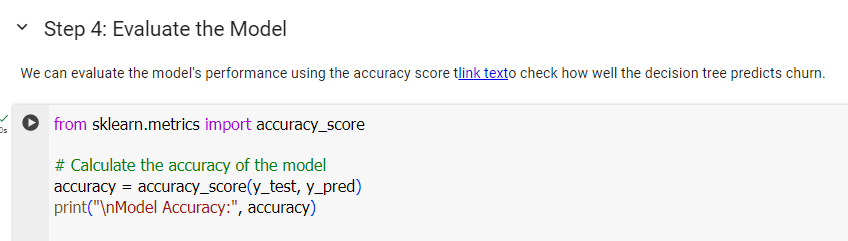 Step 4: Evaluate the Model
We can evaluate the model's performance using the accuracy score tlink texto check how well the decision tree predicts churn.
0s
from sklearn.metrics import accuracy_score
# Calculate the accuracy of the model
accuracy = accuracy_score(y_test, y_pred)
print("\nModel Accuracy:", accuracy)